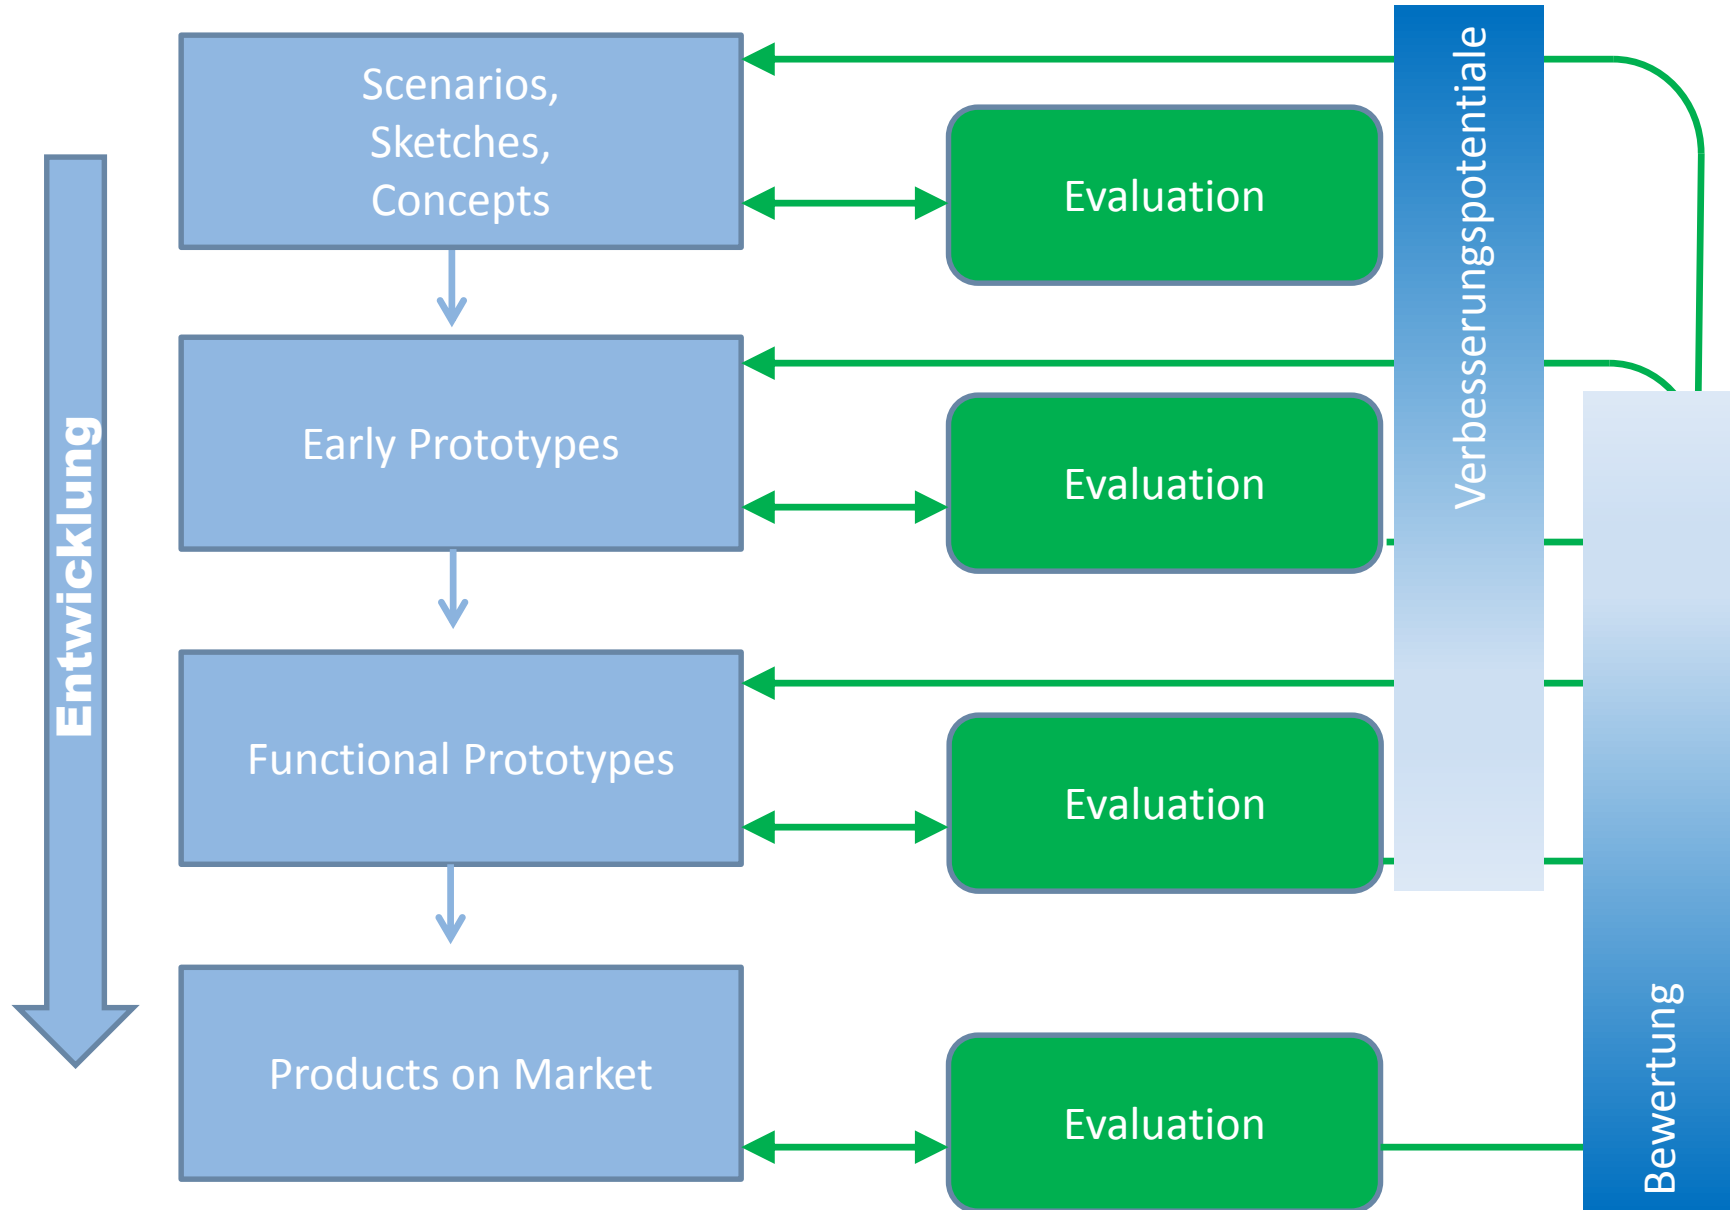 Scenarios,
Sketches,
Concepts
Evaluation
Verbesserungspotentiale
Early Prototypes
Evaluation
Entwicklung
Functional Prototypes
Evaluation
Products on Market
Evaluation
Bewertung